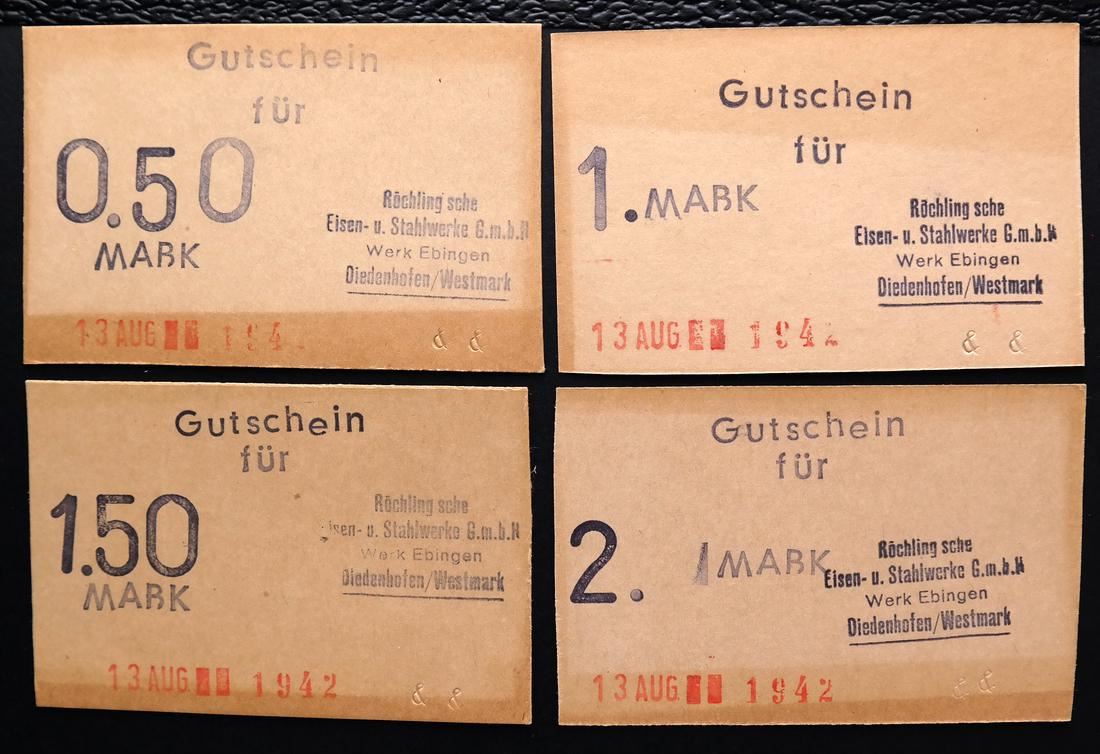 Gutschein
für
0.50
MARK
Röchling sche
Eisen- u. Stahlwerke G.m.b.H
Werk Ebingen
Diedenhofen/Westmark
13 AUG 194
& &
Gutschein
für
1. MARK
Röchling sche
Eisen- u. Stahlwerke G.m.b.H
Werk Ebingen
Diedenhofen/Westmark
13 AUG 1942
& &
Gutschein
für
1.50
MARK
Röchling sche
Eisen- u. Stahlwerke G.m.b.H
Werk Ebingen
Diedenhofen/Westmark
13 AUG. 1942
& &
Gutschein
für
2. MARK
Röchling sche
Eisen- u. Stahlwerke G.m.b.H
Werk Ebingen
Diedenhofen/Westmark
13 AUG. 1942
& &